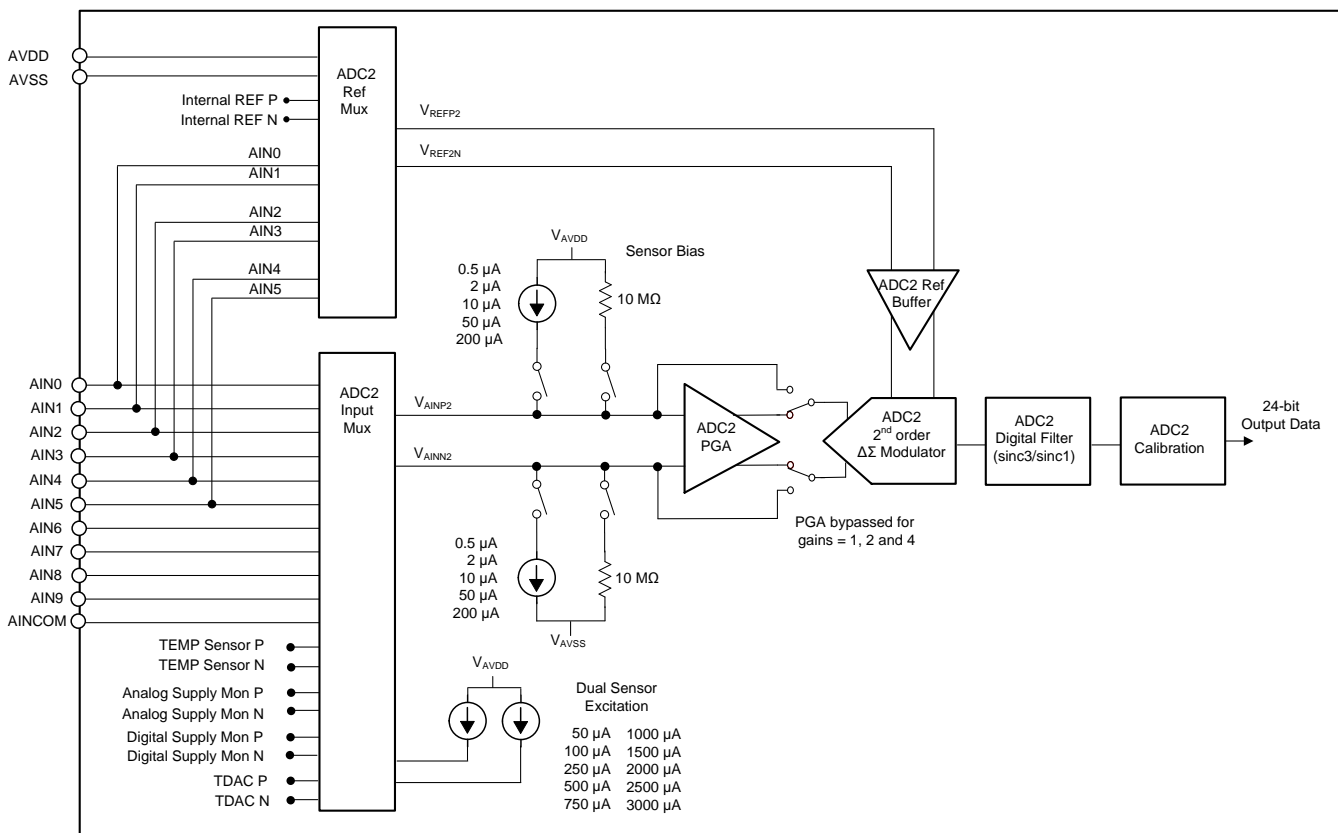 AVDD
AVSS
Internal REF P
Internal REF N
AIN0
AIN1
AIN2
AIN3
AIN4
AIN5
ADC2
Ref
Mux
VREFP2
VREF2N
VAVDD
Sensor Bias
0.5 µA
2 µA
10 µA
50 µA
200 µA
10 MΩ
ADC2 Ref
Buffer
AIN0
AIN1
AIN2
AIN3
AIN4
AIN5
AIN6
AIN7
AIN8
AIN9
AINCOM
ADC2
Input
Mux
VAINP2
VAINN2
ADC2
PGA
ADC2
2nd order
ΔΣ Modulator
ADC2
Digital Filter
(sinc3/sinc1)
ADC2
Calibration
24-bit
Output Data
PGA bypassed for
gains = 1, 2 and 4
0.5 µA
2 µA
10 µA
50 µA
200 µA
10 MΩ
VAVSS
TEMP Sensor P
TEMP Sensor N
Analog Supply Mon P
Analog Supply Mon N
Digital Supply Mon P
Digital Supply Mon N
TDAC P
TDAC N
VAVDD
Dual Sensor
Excitation
50 µA 1000 µA
100 µA 1500 µA
250 µA 2000 µA
500 µA 2500 µA
750 µA 3000 µA